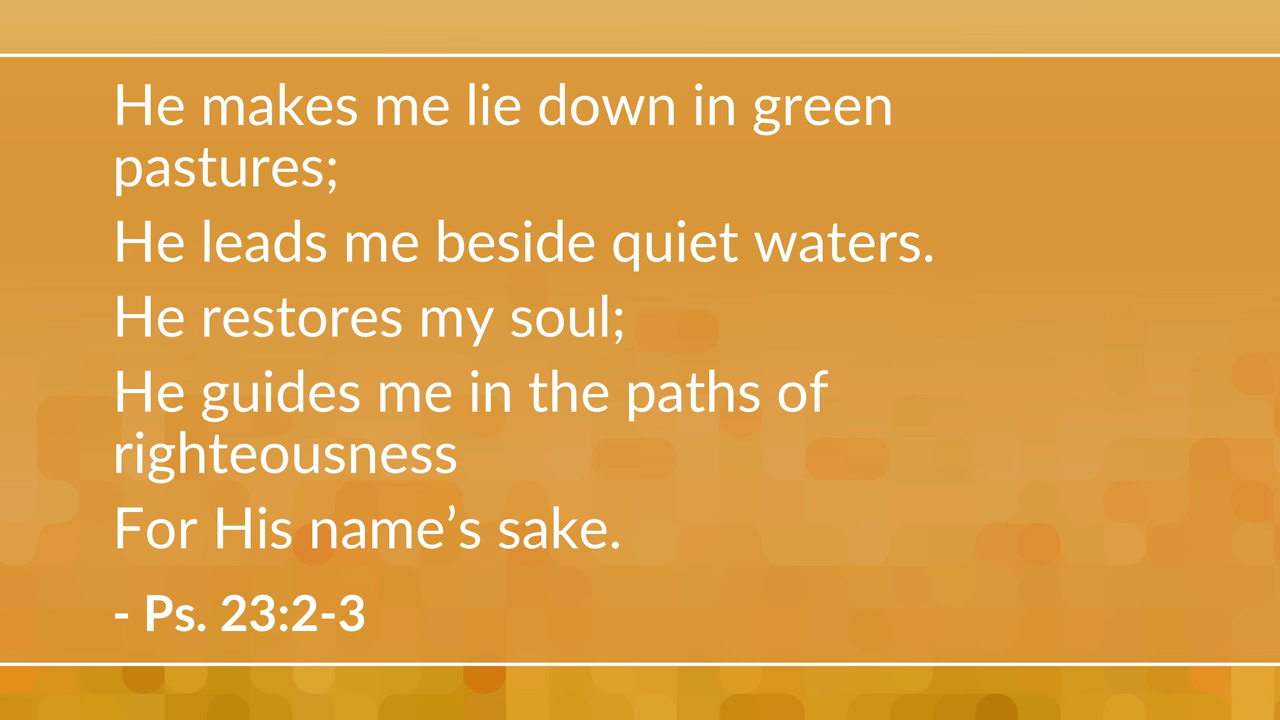 He makes me lie down in green
pastures;
He leads me beside quiet waters.
He restores my soul;
He guides me in the paths of
righteousness
For His name’s sake.
- Ps. 23:2-3